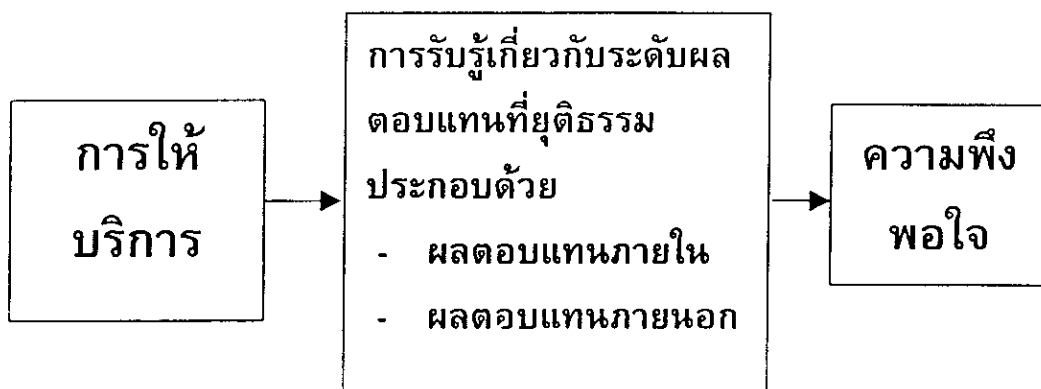 การให้
บริการ
การรับรู้เกี่ยวกับระดับผล
ตอบแทนที่ยุติธรรม
ประกอบด้วย
- ผลตอบแทนภายใน
- ผลตอบแทนภายนอก
ความพึง
พอใจ